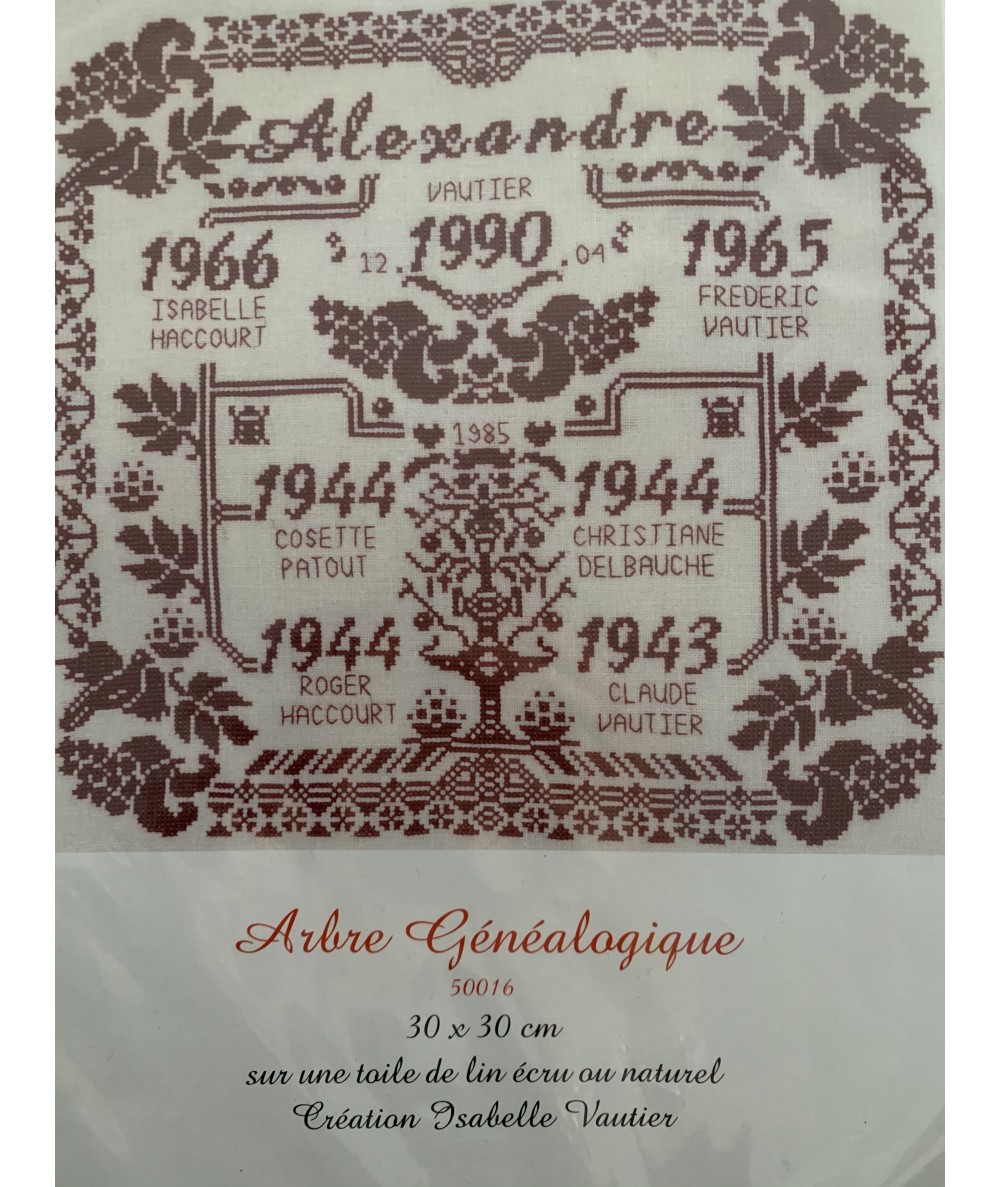 Alexandre
VAUTIER
1966
12.1990.04
1965
ISABELLE
HACCOURT
FREDERIC
VAUTIER
1985
1944
COSETTE
PATOUT
1944
CHRISTIANE
DELBAUCHE
1944
ROGER
HACCOURT
1943
CLAUDE
VAUTIER
Arbre Généalogique
50016
30 x 30 cm
sur une toile de lin écru ou naturel
Création Isabelle Vautier